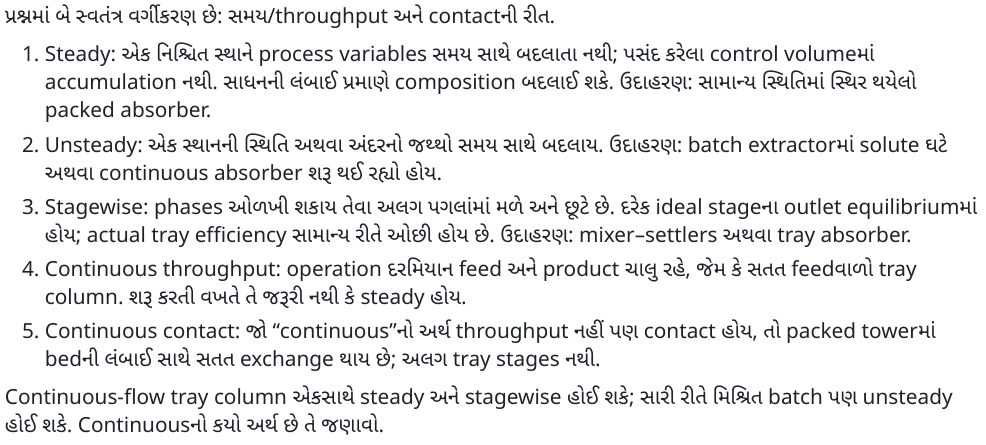 પ્રશ્નમાં બે સ્વતંત્ર વર્ગીકરણ છે: સમય/throughput અને contactની રીત.
1. Steady: એક નિશ્ચિત સ્થાને process variables સમય સાથે બદલાતા નથી; પસંદ કરેલા control volumeમાં
accumulation નથી. સાધનની લંબાઈ પ્રમાણે composition બદલાઈ શકે. ઉદાહરણ: સામાન્ય સ્થિતિમાં સ્થિર થયેલો
packed absorber.
2. Unsteady: એક સ્થાનની સ્થિતિ અથવા અંદરનો જથ્થો સમય સાથે બદલાય. ઉદાહરણ: batch extractorમાં solute ઘટે
અથવા continuous absorber શરૂ થઈ રહ્યો હોય.
3. Stagewise: phases ઓળખી શકાય તેવા અલગ પગલાંમાં મળે અને છૂટે છે. દરેક ideal stageના outlet equilibriumમાં
હોય; actual tray efficiency સામાન્ય રીતે ઓછી હોય છે. ઉદાહરણ: mixer–settlers અથવા tray absorber.
4. Continuous throughput: operation દરમિયાન feed અને product ચાલુ રહે, જેમ કે સતત feedવાળો tray
column. શરૂ કરતી વખતે તે જરૂરી નથી કે steady હોય.
5. Continuous contact: જો “continuous”નો અર્થ throughput નહીં પણ contact હોય, તો packed towerમાં
bedની લંબાઈ સાથે સતત exchange થાય છે; અલગ tray stages નથી.
Continuous-flow tray column એકસાથે steady અને stagewise હોઈ શકે; સારી રીતે મિશ્રિત batch પણ unsteady
હોઈ શકે. Continuousનો કયો અર્થ છે તે જણાવો.